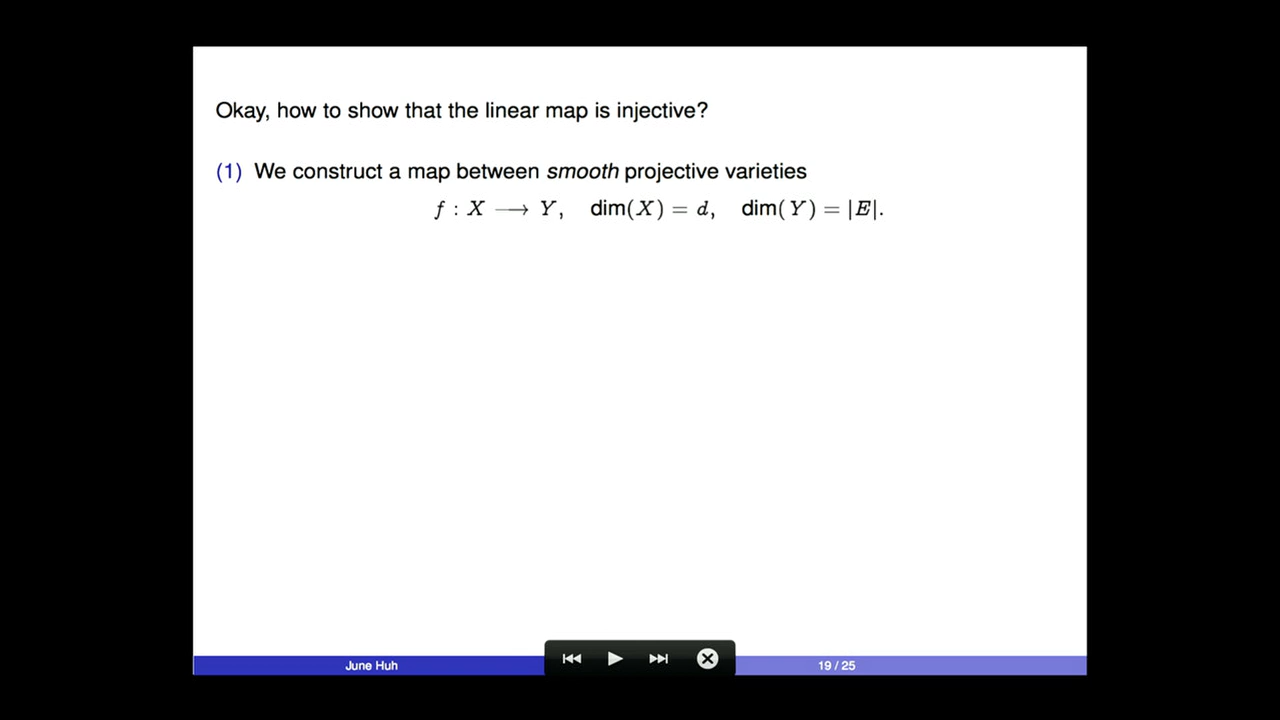 Okay, how to show that the linear map is injective?
(1) We construct a map between smooth projective varieties
f : X ⟶ Y, dim(X) = d, dim(Y) = |E|.
June Huh 19 / 25